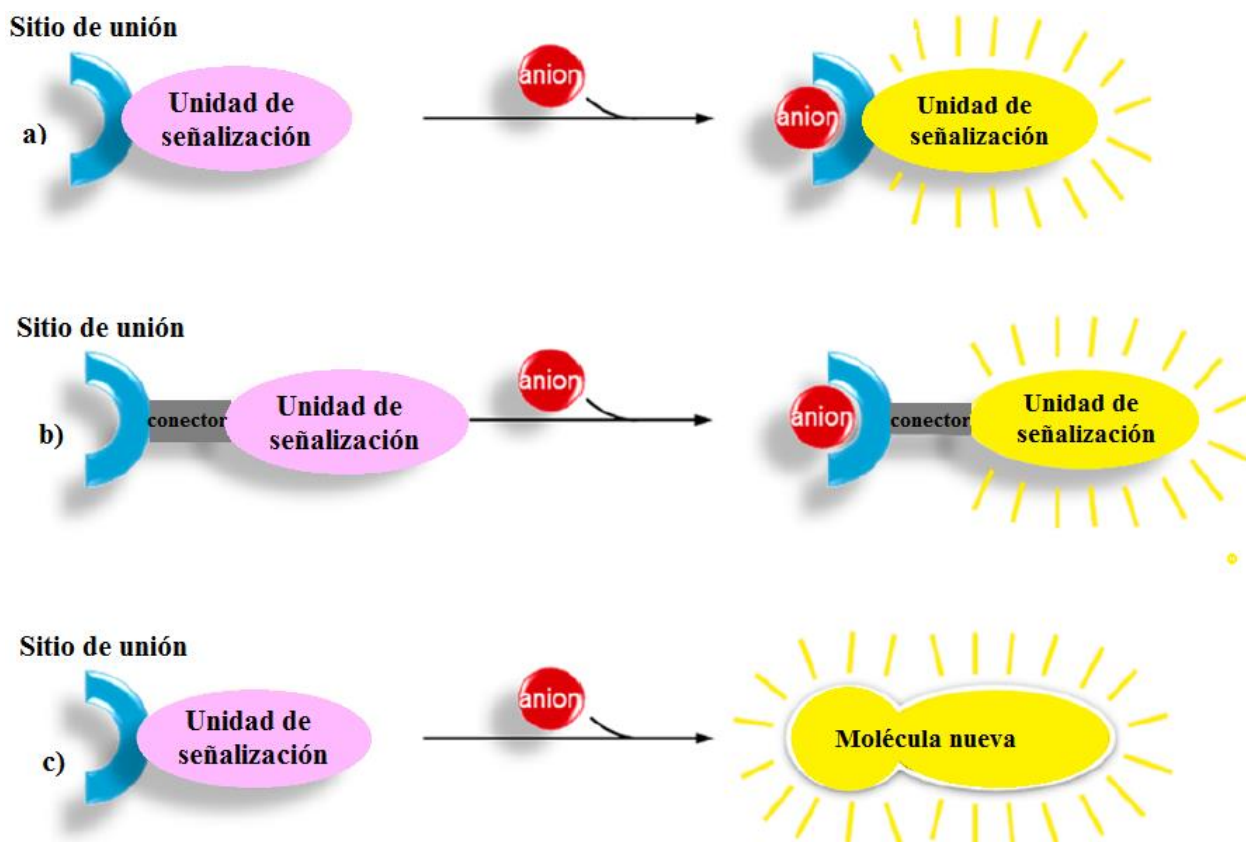 Sitio de unión
a)
Unidad de
señalización
anion
anion
Unidad de
señalización
Sitio de unión
b)
conector
Unidad de
señalización
anion
anion
conector
Unidad de
señalización
Sitio de unión
c)
Unidad de
señalización
anion
Molécula nueva